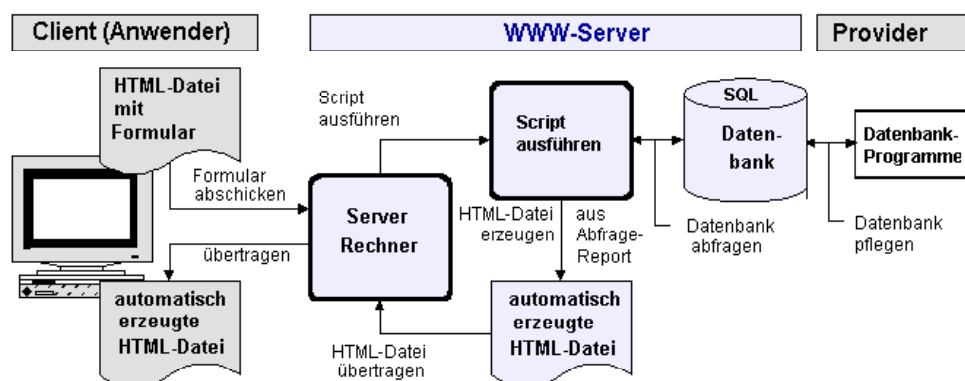 Client (Anwender)
WWW-Server
Provider
HTML-Datei
mit
Formular
Script
ausführen
Script
ausführen
SQL
Daten-
bank
Datenbank-
Programme
Formular
abschicken
Server
Rechner
HTML-Datei
erzeugen
aus
Abfrage-
Report
Datenbank
abfragen
Datenbank
pflegen
übertragen
automatisch
erzeugte
HTML-Datei
HTML-Datei
übertragen
automatisch
erzeugte
HTML-Datei